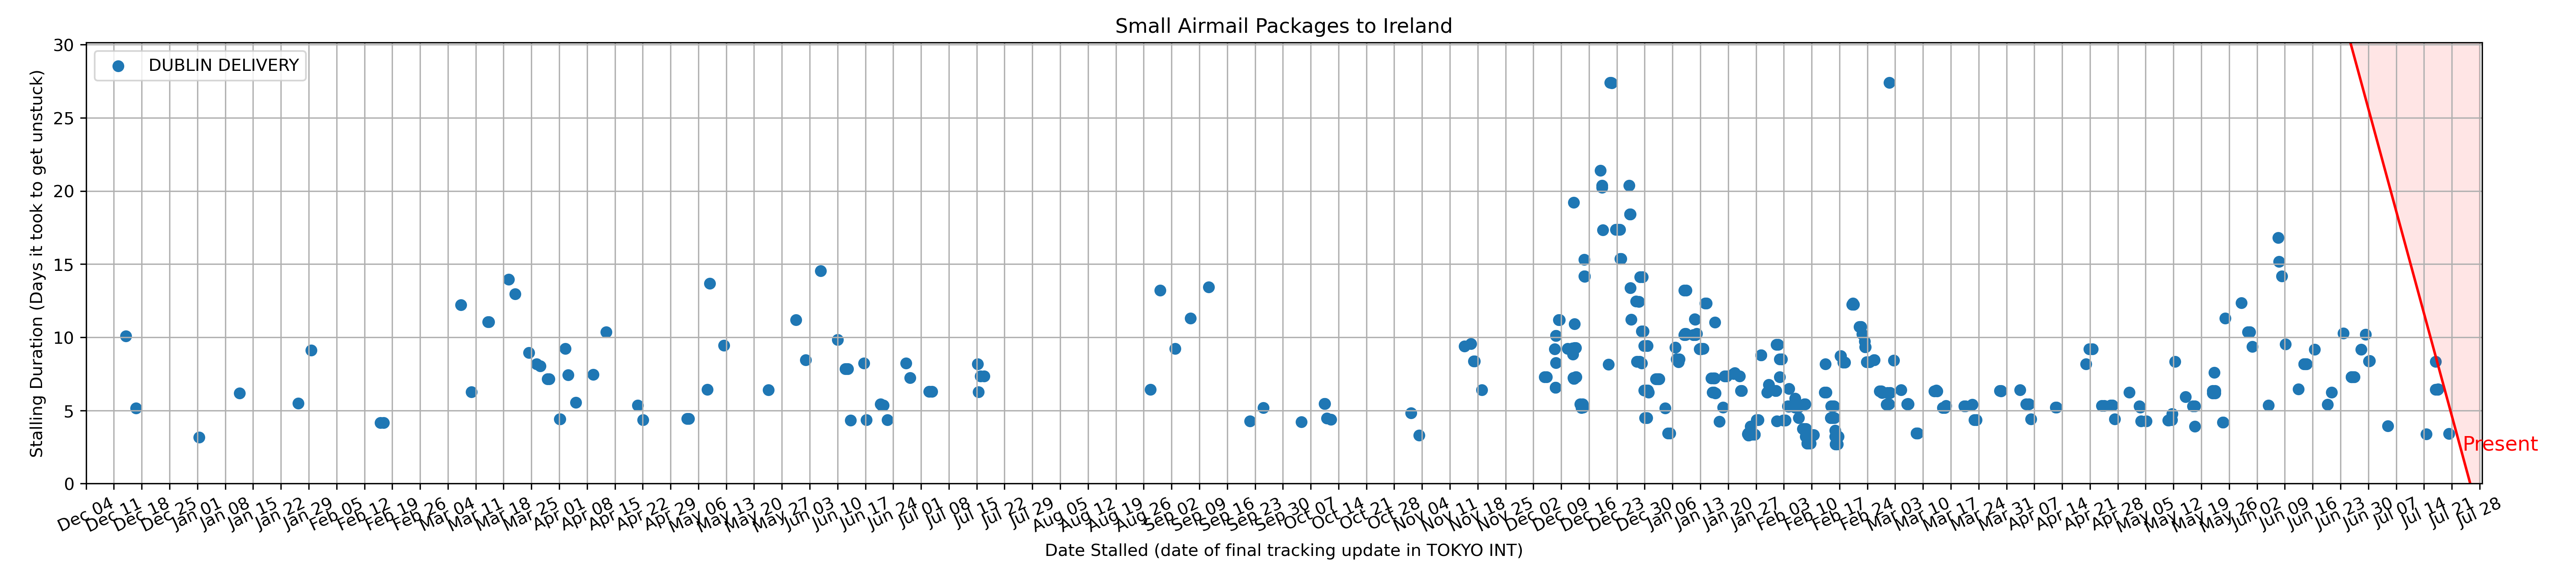 Small Airmail Packages to Ireland
DUBLIN DELIVERY
Stalling Duration (Days it took to get unstuck)
30
25
20
15
10
5
0
Present
Dec 04 Dec 11 Dec 18 Dec 25 Jan 01 Jan 08 Jan 15 Jan 22 Jan 29 Feb 05 Feb 12 Feb 19 Feb 26 Mar 04 Mar 11 Mar 18 Mar 25 Apr 01 Apr 08 Apr 15 Apr 22 Apr 29 May 06 May 13 May 20 May 27 Jun 03 Jun 10 Jun 17 Jun 24 Jul 01 Jul 08 Jul 15 Jul 22 Jul 29 Aug 05 Aug 12 Aug 19 Aug 26 Sep 02 Sep 09 Sep 16 Sep 23 Sep 30 Oct 07 Oct 14 Oct 21 Oct 28 Nov 04 Nov 11 Nov 18 Nov 25 Dec 02 Dec 09 Dec 16 Dec 23 Dec 30 Jan 06 Jan 13 Jan 20 Jan 27 Feb 03 Feb 10 Feb 17 Feb 24 Mar 03 Mar 10 Mar 17 Mar 24 Mar 31 Apr 07 Apr 14 Apr 21 Apr 28 May 05 May 12 May 19 May 26 Jun 02 Jun 09 Jun 16 Jun 23 Jun 30 Jul 07 Jul 14 Jul 21 Jul 28
Date Stalled (date of final tracking update in TOKYO INT)